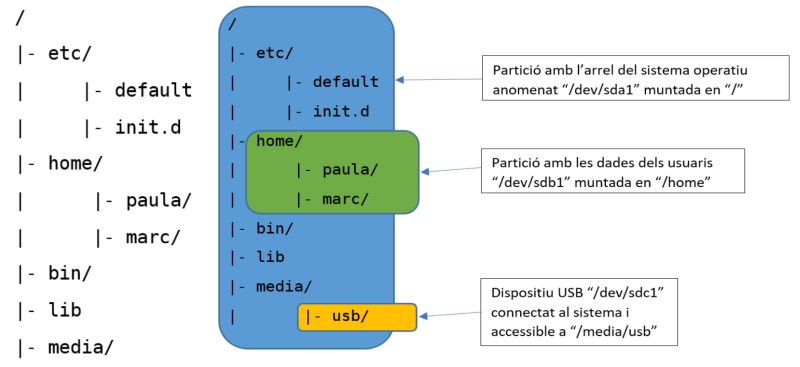 /
|- etc/
|     |- default
|     |- init.d
|- home/
|      |- paula/
|      |- marc/
|- bin/
|- lib
|- media/
/
|- etc/
|     |- default
|     |- init.d
|- home/
|      |- paula/
|      |- marc/
|- bin/
|- lib
|- media/
|       |- usb/
Partició amb l’arrel del sistema operatiu
anomenat “/dev/sda1” muntada en “/”
Partició amb les dades dels usuaris
“/dev/sdb1” muntada en “/home”
Dispositiu USB “/dev/sdc1”
connectat al sistema i
accessible a “/media/usb”